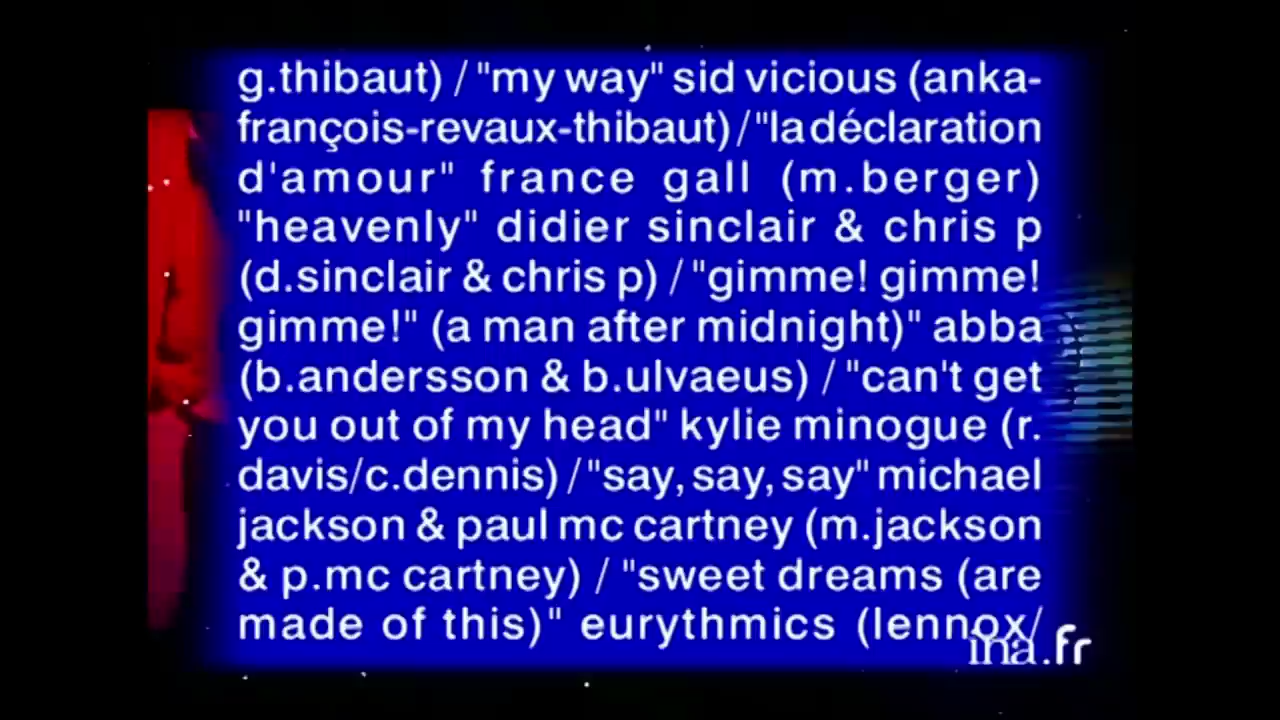 g.thibaut) / "my way" sid vicious (anka-
françois-revaux-thibaut) / "la déclaration
d'amour" france gall (m.berger)
"heavenly" didier sinclair & chris p
(d.sinclair & chris p) / "gimme! gimme!
gimme!" (a man after midnight)" abba
(b.andersson & b.ulvaeus) / "can't get
you out of my head" kylie minogue (r.
davis/c.dennis) / "say, say, say" michael
jackson & paul mc cartney (m.jackson
& p.mc cartney) / "sweet dreams (are
made of this)" eurythmics (lennox/
ina.fr